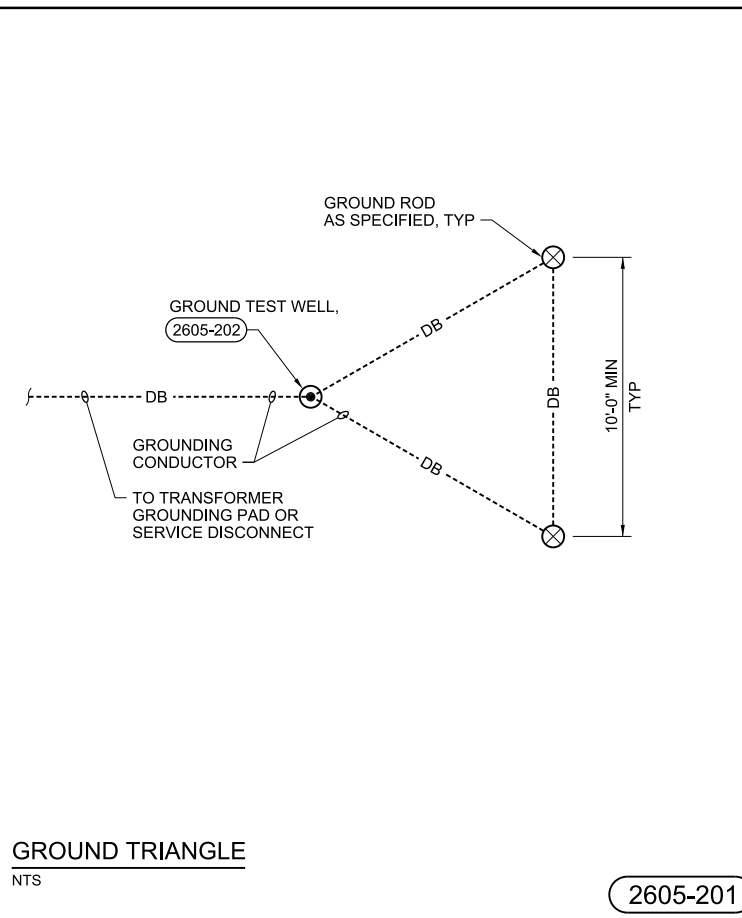 GROUND ROD
AS SPECIFIED, TYP
GROUND TEST WELL,
2605-202
DB
DB
DB
DB
10'-0" MIN
TYP
GROUNDING
CONDUCTOR
TO TRANSFORMER
GROUNDING PAD OR
SERVICE DISCONNECT
GROUND TRIANGLE
NTS
2605-201